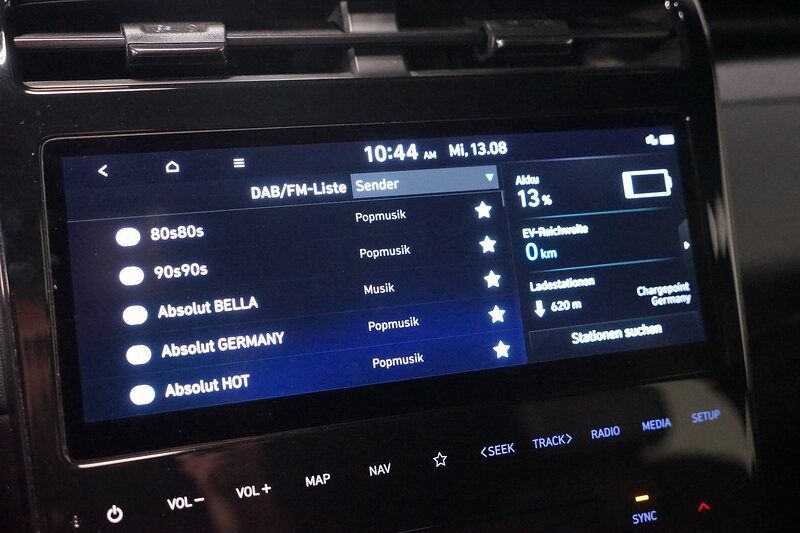 10:44 AM Mi, 13.08
DAB/FM-Liste Sender
80s80s Popmusik
90s90s Popmusik
Absolut BELLA Musik
Absolut GERMANY Popmusik
Absolut HOT Popmusik
Akku
13 %
EV-Reichweite
0 km
Ladestationen
620 m Chargepoint
Germany
Stationen suchen
VOL− VOL+ MAP NAV <SEEK TRACK> RADIO MEDIA SETUP
SYNC